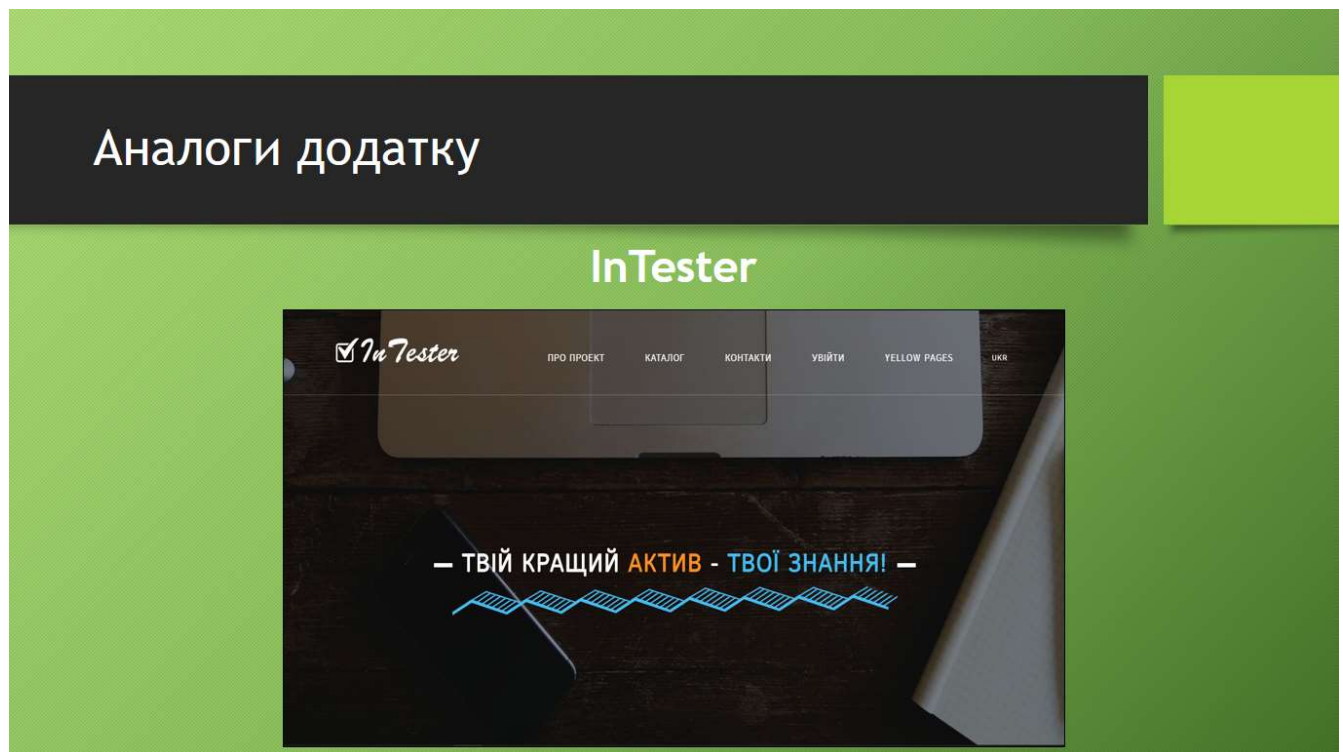 Аналоги додатку
InTester
InTester
ПРО ПРОЕКТ КАТАЛОГ КОНТАКТИ УВІЙТИ YELLOW PAGES UKR
— ТВІЙ КРАЩИЙ АКТИВ - ТВОЇ ЗНАННЯ! —